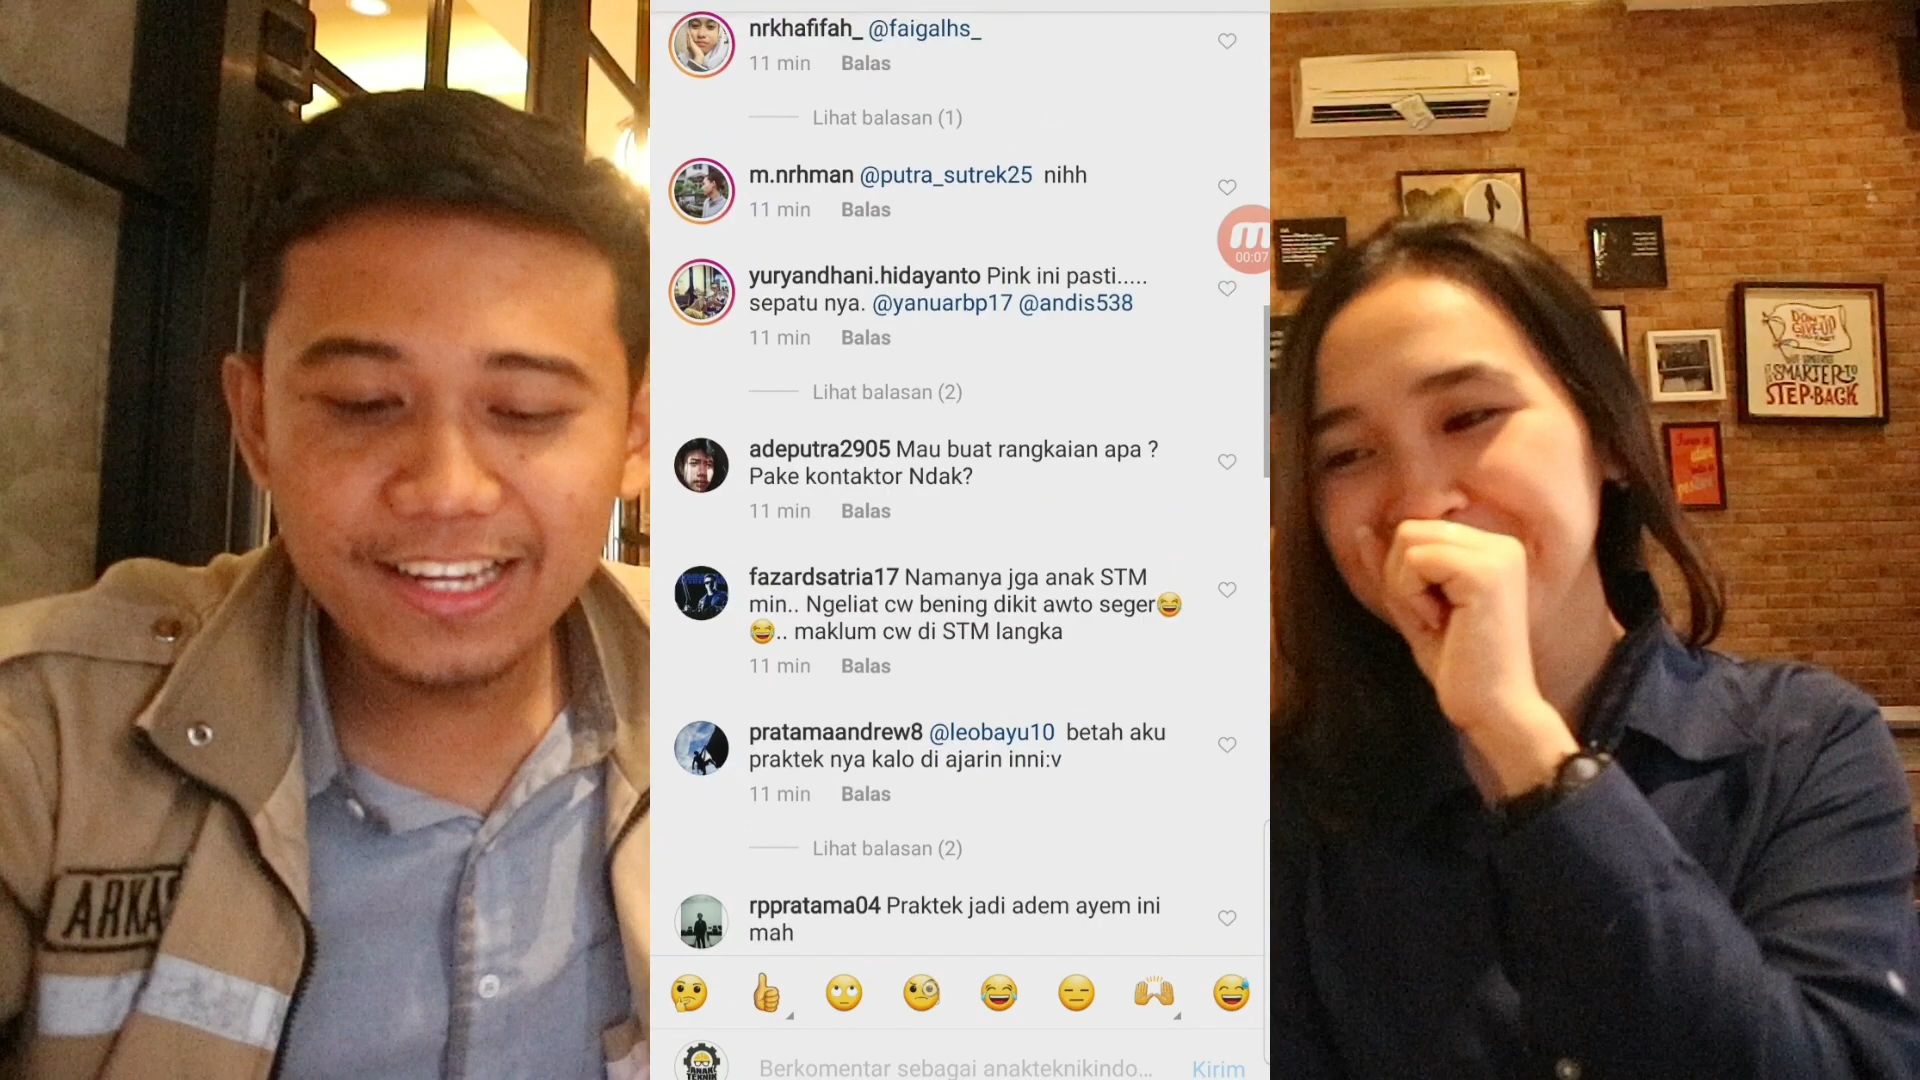 nrkhafifah_ @faigalhs_
11 min Balas
Lihat balasan (1)
m.nrhman @putra_sutrek25 nihh
11 min Balas
00:07
yuryandhani.hidayanto Pink ini pasti.....
sepatu nya. @yanuarbp17 @andis538
11 min Balas
Lihat balasan (2)
adeputra2905 Mau buat rangkaian apa ?
Pake kontaktor Ndak?
11 min Balas
fazardsatria17 Namanya jga anak STM
min.. Ngeliat cw bening dikit awto seger😂
😂.. maklum cw di STM langka
11 min Balas
pratamaandrew8 @leobayu10 betah aku
praktek nya kalo di ajarin inni:v
11 min Balas
Lihat balasan (2)
rppratama04 Praktek jadi adem ayem ini
mah
Berkomentar sebagai anakteknikindo...
Kirim
ANAK
TEKNIK
ARKA
DON'T
GIVE UP
SMARTER TO
STEP-BACK